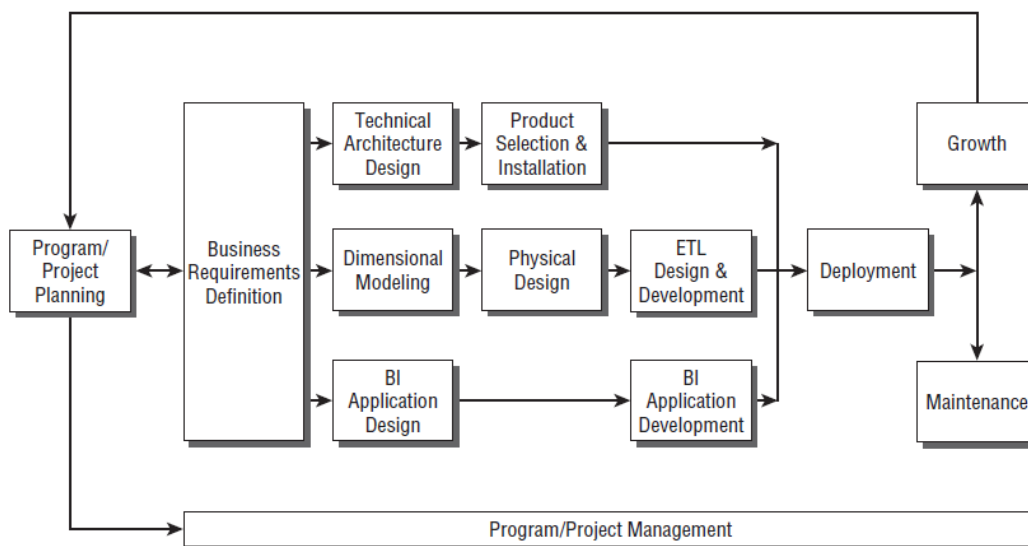 Technical
Architecture
Design
Product
Selection &
Installation
Growth
Program/
Project
Planning
Business
Requirements
Definition
Dimensional
Modeling
Physical
Design
ETL
Design &
Development
Deployment
BI
Application
Design
BI
Application
Development
Maintenance
Program/Project Management